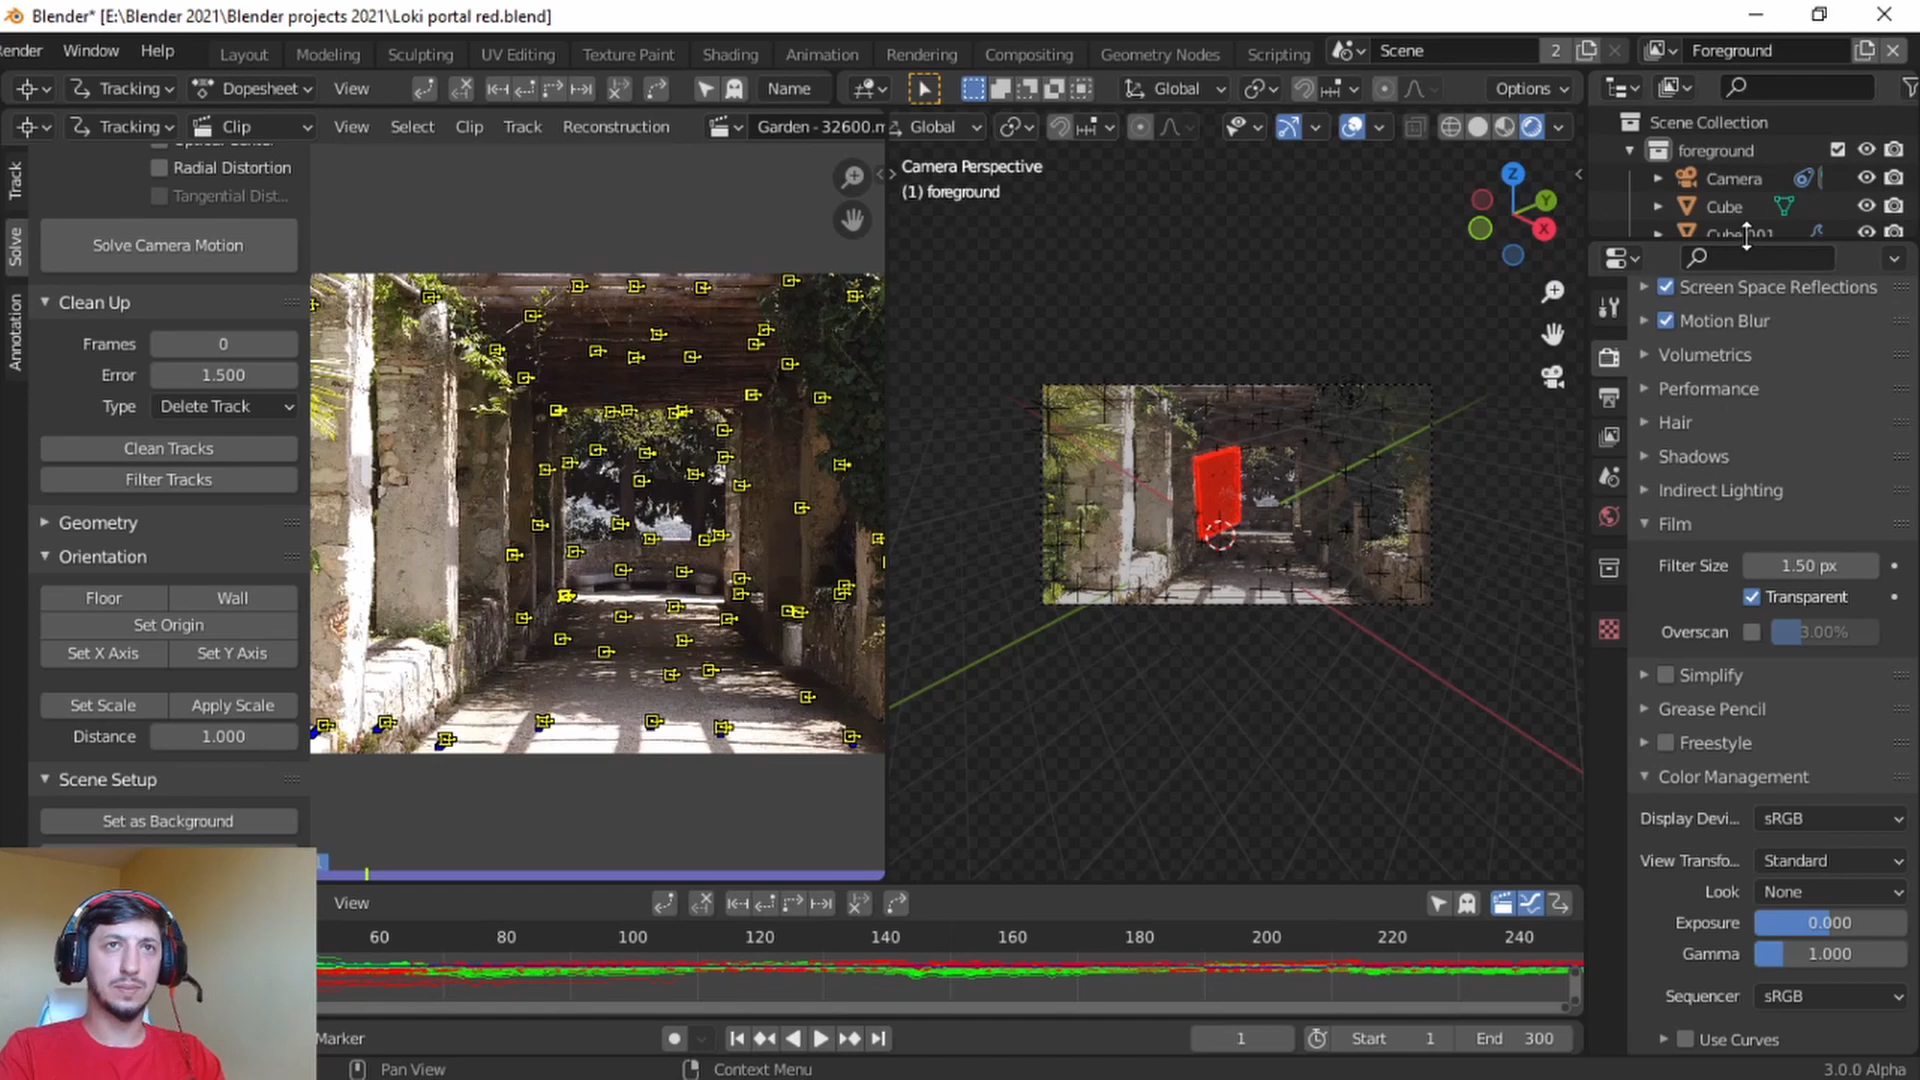 Blender* [E:\Blender 2021\Blender projects 2021\Loki portal red.blend]
ender Window Help Layout Modeling Sculpting UV Editing Texture Paint Shading Animation Rendering Compositing Geometry Nodes Scripting Scene 2 Foreground
Tracking Dopesheet View Name Global Options
Tracking Clip View Select Clip Track Reconstruction Garden - 32600.m Global
Scene Collection
foreground
Camera
Cube
Camera Perspective
(1) foreground
Track
Solve
Annotation
Radial Distortion
Tangential Dist...
Solve Camera Motion
Clean Up
Frames 0
Error 1.500
Type Delete Track
Clean Tracks
Filter Tracks
Geometry
Orientation
Floor Wall
Set Origin
Set X Axis Set Y Axis
Set Scale Apply Scale
Distance 1.000
Scene Setup
Set as Background
Z
Y
X
Screen Space Reflections
Motion Blur
Volumetrics
Performance
Hair
Shadows
Indirect Lighting
Film
Filter Size 1.50 px
Transparent
Overscan 3.00%
Simplify
Grease Pencil
Freestyle
Color Management
Display Devi... sRGB
View Transfo... Standard
Look None
Exposure 0.000
Gamma 1.000
Sequencer sRGB
Use Curves
View
60 80 100 120 140 160 180 200 220 240
Marker 1 Start 1 End 300
Pan View Context Menu 3.0.0 Alpha